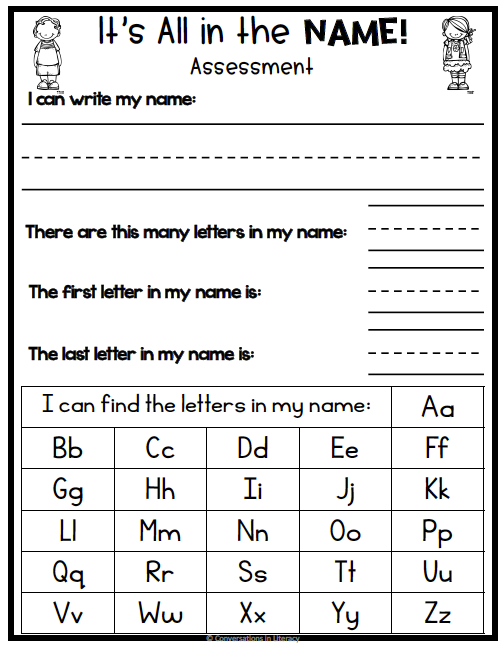 It's All in the NAME!
Assessment
I can write my name:
There are this many letters in my name:
The first letter in my name is:
The last letter in my name is:
I can find the letters in my name: Aa
Bb Cc Dd Ee Ff
Gg Hh Ii Jj Kk
Ll Mm Nn Oo Pp
Qq Rr Ss Tt Uu
Vv Ww Xx Yy Zz
© Conversations in Literacy